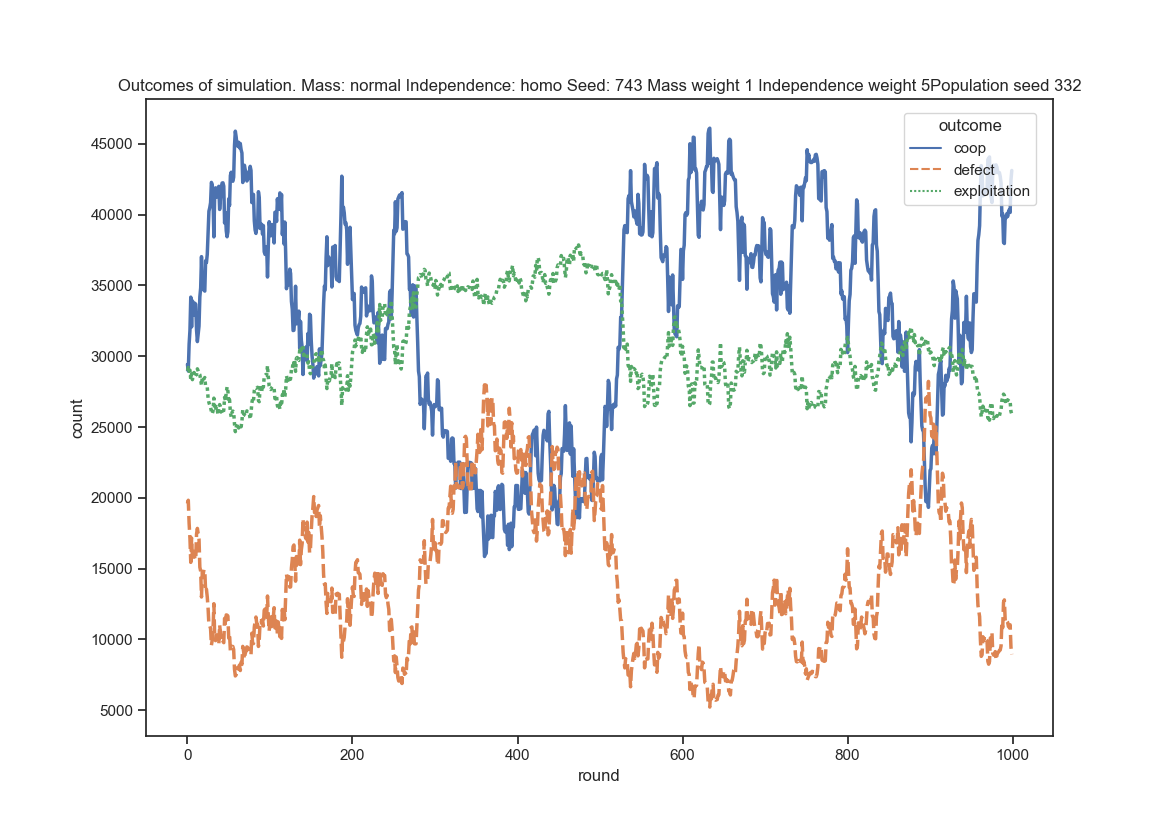 Outcomes of simulation. Mass: normal Independence: homo Seed: 743 Mass weight 1 Independence weight 5Population seed 332
outcome
coop
defect
exploitation
45000
40000
35000
30000
25000
20000
15000
10000
5000
count
0
200
400
600
800
1000
round